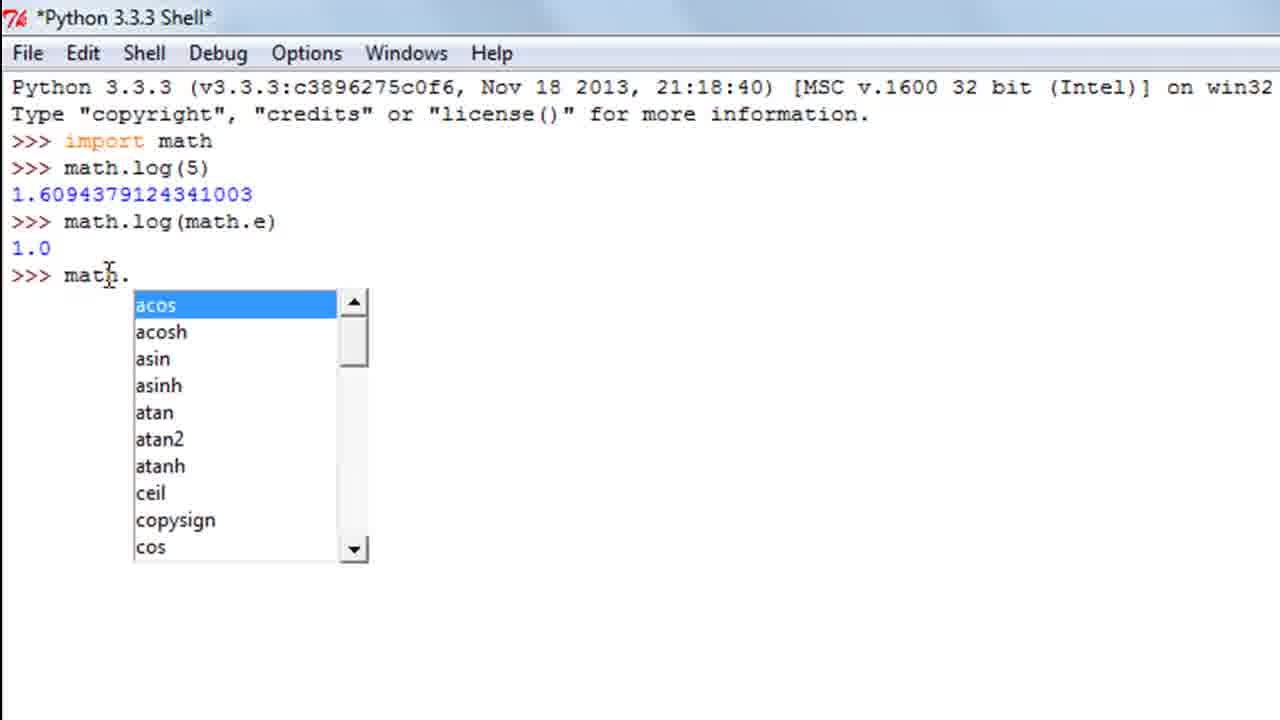 *Python 3.3.3 Shell*
File Edit Shell Debug Options Windows Help
Python 3.3.3 (v3.3.3:c3896275c0f6, Nov 18 2013, 21:18:40) [MSC v.1600 32 bit (Intel)] on win32
Type "copyright", "credits" or "license()" for more information.
>>> import math
>>> math.log(5)
1.6094379124341003
>>> math.log(math.e)
1.0
>>> math.
acos
acosh
asin
asinh
atan
atan2
atanh
ceil
copysign
cos